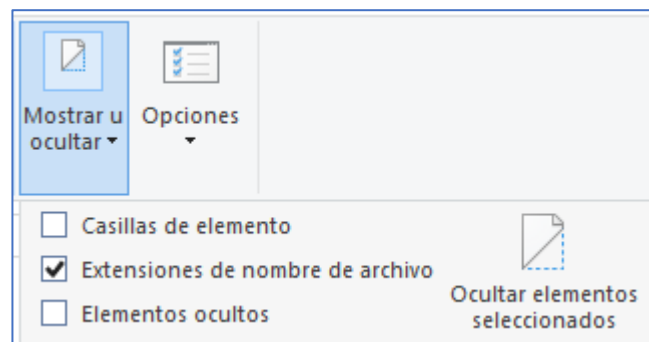 Mostrar u
ocultar
Opciones
Casillas de elemento
Extensiones de nombre de archivo
Elementos ocultos
Ocultar elementos
seleccionados